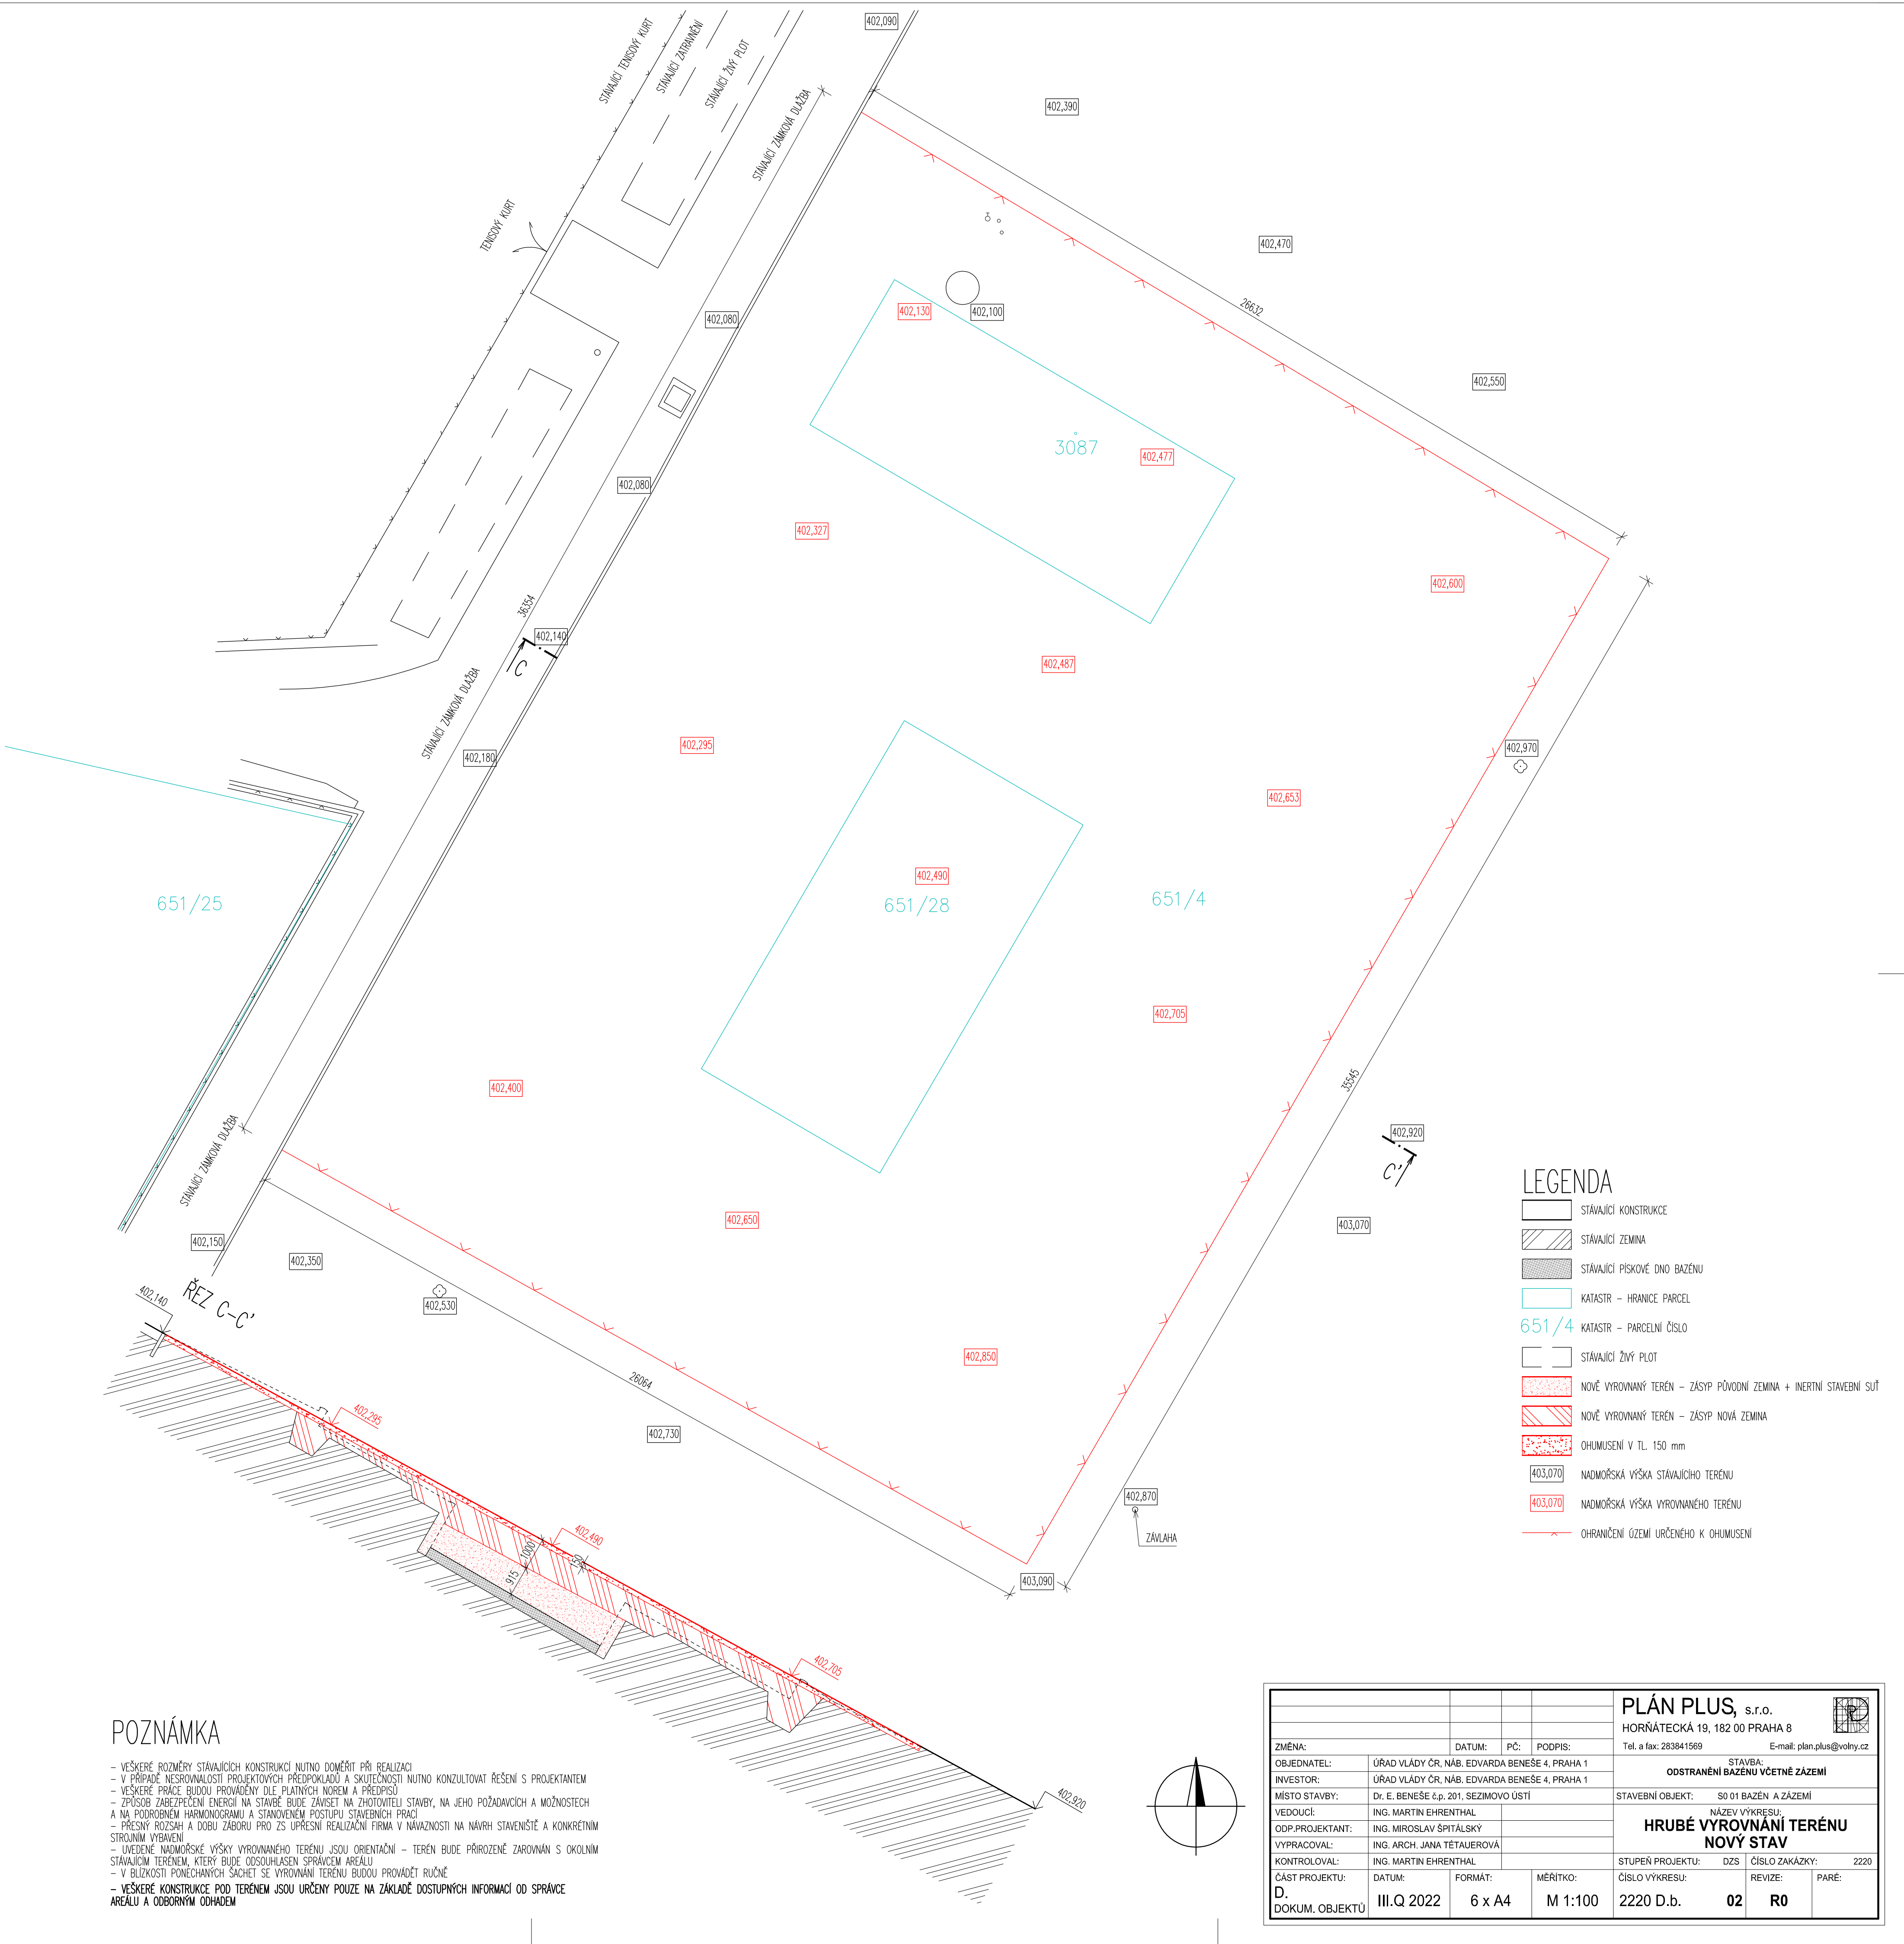 402,090
STÁVAJÍCÍ TENISOVÝ KURT
STÁVAJÍCÍ ZATRAVNĚNÍ
STÁVAJÍCÍ ŽIVÝ PLOT
STÁVAJÍCÍ ZÁMKOVÁ DLAŽBA
402,390
TENISOVÝ KURT
402,470
26632
402,130
402,100
402,080
402,550
3087
402,477
402,080
402,327
402,600
36354
402,140
C
402,487
STÁVAJÍCÍ ZÁMKOVÁ DLAŽBA
402,295
402,970
402,180
402,653
402,490
651/25
651/28
651/4
402,705
35545
402,400
402,920
C'
STÁVAJÍCÍ ZÁMKOVÁ DLAŽBA
402,650
403,070
402,150
402,350
402,530
402,850
26064
402,730
402,870
ZÁVLAHA
403,090
LEGENDA
STÁVAJÍCÍ KONSTRUKCE
STÁVAJÍCÍ ZEMINA
STÁVAJÍCÍ PÍSKOVÉ DNO BAZÉNU
KATASTR – HRANICE PARCEL
651/4 KATASTR – PARCELNÍ ČÍSLO
STÁVAJÍCÍ ŽIVÝ PLOT
NOVĚ VYROVNANÝ TERÉN – ZÁSYP PŮVODNÍ ZEMINA + INERTNÍ STAVEBNÍ SUŤ
NOVĚ VYROVNANÝ TERÉN – ZÁSYP NOVÁ ZEMINA
OHUMUSENÍ V TL. 150 mm
403,070 NADMOŘSKÁ VÝŠKA STÁVAJÍCÍHO TERÉNU
403,070 NADMOŘSKÁ VÝŠKA VYROVNANÉHO TERÉNU
OHRANIČENÍ ÚZEMÍ URČENÉHO K OHUMUSENÍ
ŘEZ C–C'
402,140
402,295
402,490
1000
150
915
402,705
402,920
POZNÁMKA
– VEŠKERÉ ROZMĚRY STÁVAJÍCÍCH KONSTRUKCÍ NUTNO DOMĚŘIT PŘI REALIZACI
– V PŘÍPADĚ NESROVNALOSTÍ PROJEKTOVÝCH PŘEDPOKLADŮ A SKUTEČNOSTI NUTNO KONZULTOVAT ŘEŠENÍ S PROJEKTANTEM
– VEŠKERÉ PRÁCE BUDOU PROVÁDĚNY DLE PLATNÝCH NOREM A PŘEDPISŮ
– ZPŮSOB ZABEZPEČENÍ ENERGIÍ NA STAVBĚ BUDE ZÁVISET NA ZHOTOVITELI STAVBY, NA JEHO POŽADAVCÍCH A MOŽNOSTECH
A NA PODROBNÉM HARMONOGRAMU A STANOVENÉM POSTUPU STAVEBNÍCH PRACÍ
– PŘESNÝ ROZSAH A DOBU ZÁBORU PRO ZS UPŘESNÍ REALIZAČNÍ FIRMA V NÁVAZNOSTI NA NÁVRH STAVENIŠTĚ A KONKRÉTNÍM
STROJNÍM VYBAVENÍ
– UVEDENÉ NADMOŘSKÉ VÝŠKY VYROVNANÉHO TERÉNU JSOU ORIENTAČNÍ – TERÉN BUDE PŘIROZENĚ ZAROVNÁN S OKOLNÍM
STÁVAJÍCÍM TERÉNEM, KTERÝ BUDE ODSOUHLASEN SPRÁVCEM AREÁLU
– V BLÍZKOSTI PONECHANÝCH ŠACHET SE VYROVNÁNÍ TERÉNU BUDOU PROVÁDĚT RUČNĚ
– VEŠKERÉ KONSTRUKCE POD TERÉNEM JSOU URČENY POUZE NA ZÁKLADĚ DOSTUPNÝCH INFORMACÍ OD SPRÁVCE
AREÁLU A ODBORNÝM ODHADEM
PLÁN PLUS, s.r.o.
HORŇÁTECKÁ 19, 182 00 PRAHA 8
Tel. a fax: 283841569 E-mail: plan.plus@volny.cz
ZMĚNA: DATUM: PČ: PODPIS:
OBJEDNATEL: ÚŘAD VLÁDY ČR, NÁB. EDVARDA BENEŠE 4, PRAHA 1
INVESTOR: ÚŘAD VLÁDY ČR, NÁB. EDVARDA BENEŠE 4, PRAHA 1
MÍSTO STAVBY: Dr. E. BENEŠE č.p. 201, SEZIMOVO ÚSTÍ
VEDOUCÍ: ING. MARTIN EHRENTHAL
ODP.PROJEKTANT: ING. MIROSLAV ŠPITÁLSKÝ
VYPRACOVAL: ING. ARCH. JANA TÉTAUEROVÁ
KONTROLOVAL: ING. MARTIN EHRENTHAL
STAVBA:
ODSTRANĚNÍ BAZÉNU VČETNĚ ZÁZEMÍ
STAVEBNÍ OBJEKT: S0 01 BAZÉN A ZÁZEMÍ
NÁZEV VÝKRESU:
HRUBÉ VYROVNÁNÍ TERÉNU
NOVÝ STAV
STUPEŇ PROJEKTU: DZS ČÍSLO ZAKÁZKY: 2220
ČÁST PROJEKTU: DATUM: FORMÁT: MĚŘÍTKO: ČÍSLO VÝKRESU: REVIZE: PARÉ:
D.
DOKUM. OBJEKTŮ III.Q 2022 6 x A4 M 1:100 2220 D.b. 02 R0